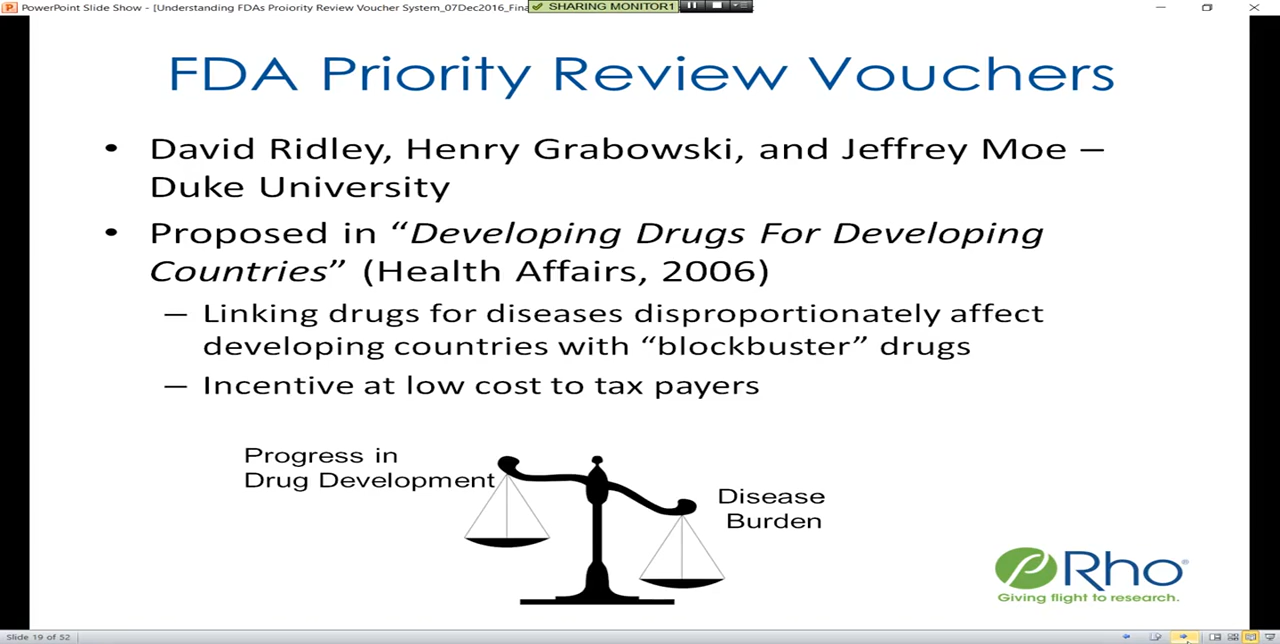 PowerPoint Slide Show - [Understanding FDAs Proiority Review Voucher System_07Dec2016_Fina
SHARING MONITOR1
FDA Priority Review Vouchers
• David Ridley, Henry Grabowski, and Jeffrey Moe –
Duke University
• Proposed in “Developing Drugs For Developing
Countries” (Health Affairs, 2006)
– Linking drugs for diseases disproportionately affect
developing countries with “blockbuster” drugs
– Incentive at low cost to tax payers
Progress in
Drug Development
Disease
Burden
Rho®
Giving flight to research.
Slide 19 of 52